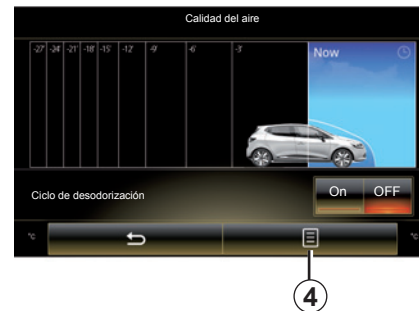 Calidad del aire
-27' -24' -21' -18' -15' -12' -9' -6' -3' Now
Ciclo de desodorización On OFF
°C °C
4